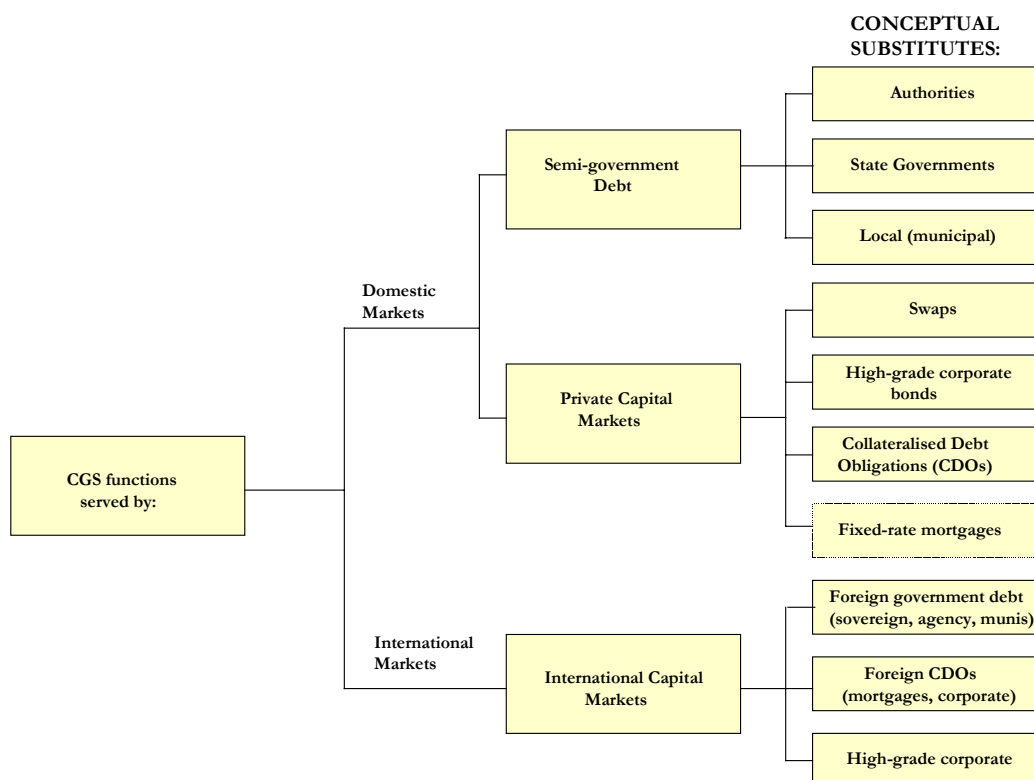 CONCEPTUAL
SUBSTITUTES:
Authorities
Semi-government
Debt
State Governments
Local (municipal)
Domestic
Markets
Swaps
High-grade corporate
bonds
Private Capital
Markets
Collateralised Debt
Obligations (CDOs)
CGS functions
served by:
Fixed-rate mortgages
Foreign government debt
(sovereign, agency, munis)
International
Markets
International Capital
Markets
Foreign CDOs
(mortgages, corporate)
High-grade corporate